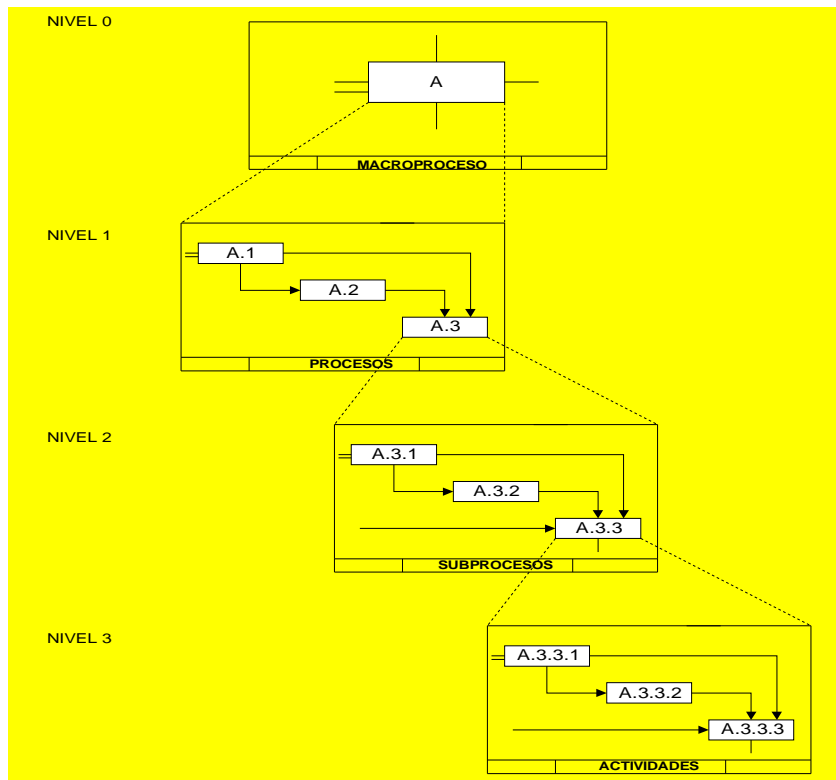 NIVEL 0
A
MACROPROCESO
NIVEL 1
A.1
A.2
A.3
PROCESOS
NIVEL 2
A.3.1
A.3.2
A.3.3
SUBPROCESOS
NIVEL 3
A.3.3.1
A.3.3.2
A.3.3.3
ACTIVIDADES